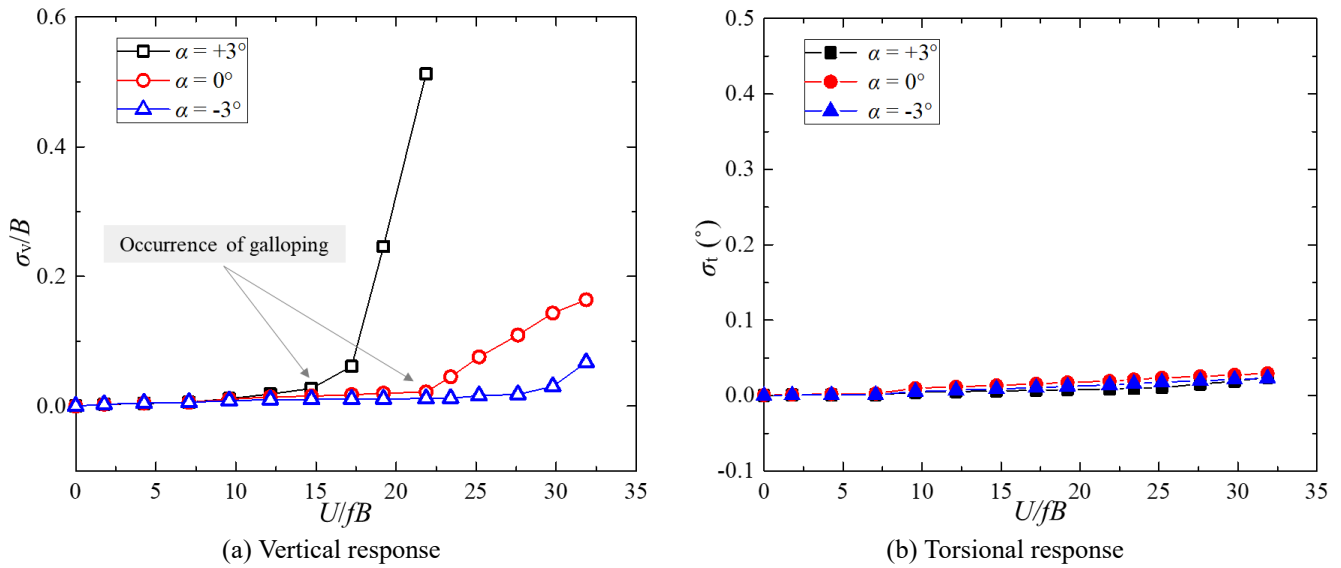 0.6
0.4
0.2
0.0
σv/B
α = +3°
α = 0°
α = -3°
Occurrence of galloping
0 5 10 15 20 25 30 35
U/fB
(a) Vertical response
0.5
0.4
0.3
0.2
0.1
0.0
-0.1
σt (°)
α = +3°
α = 0°
α = -3°
0 5 10 15 20 25 30 35
U/fB
(b) Torsional response